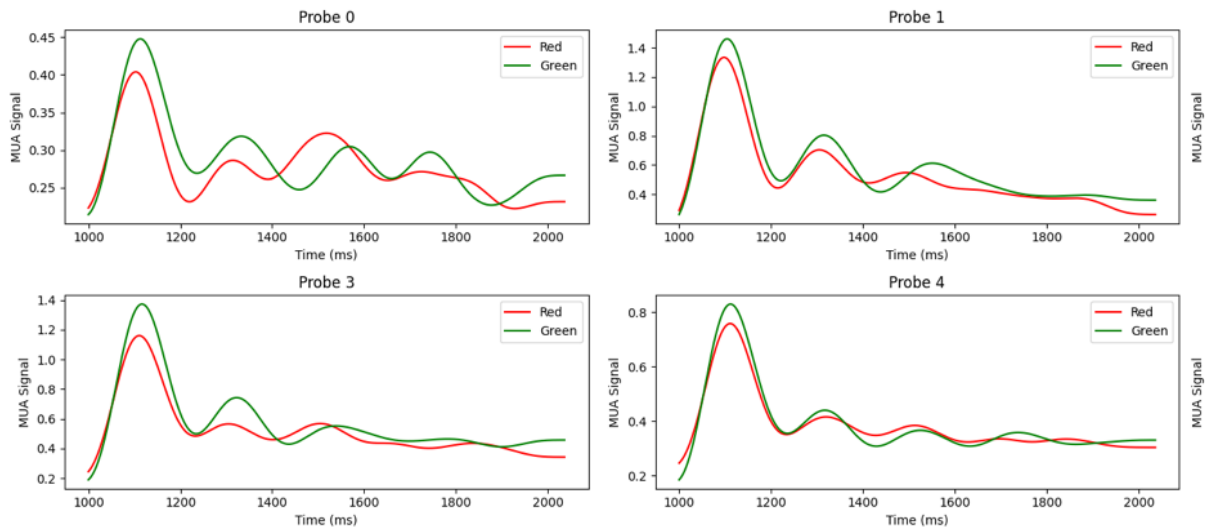 Probe 0
MUA Signal
0.45
0.40
0.35
0.30
0.25
1000 1200 1400 1600 1800 2000
Time (ms)
Red
Green
Probe 1
MUA Signal
1.4
1.2
1.0
0.8
0.6
0.4
1000 1200 1400 1600 1800 2000
Time (ms)
Red
Green
MUA Signal
Probe 3
MUA Signal
1.4
1.2
1.0
0.8
0.6
0.4
0.2
1000 1200 1400 1600 1800 2000
Time (ms)
Red
Green
Probe 4
MUA Signal
0.8
0.6
0.4
0.2
1000 1200 1400 1600 1800 2000
Time (ms)
Red
Green
MUA Signal